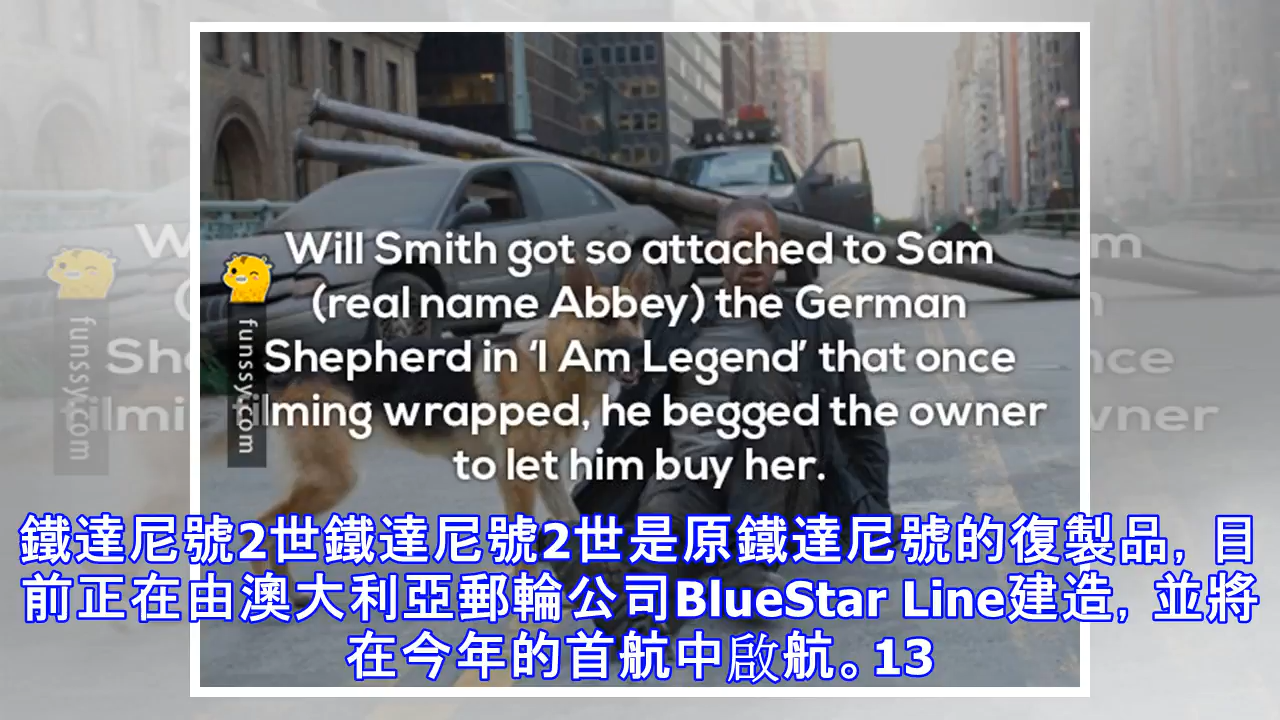 Will Smith got so attached to Sam
(real name Abbey) the German
Shepherd in 'I Am Legend' that once
filming wrapped, he begged the owner
to let him buy her.
funssy.com
鐵達尼號2世鐵達尼號2世是原鐵達尼號的復製品, 目
前正在由澳大利亞郵輪公司BlueStar Line建造, 並將
在今年的首航中啟航。13